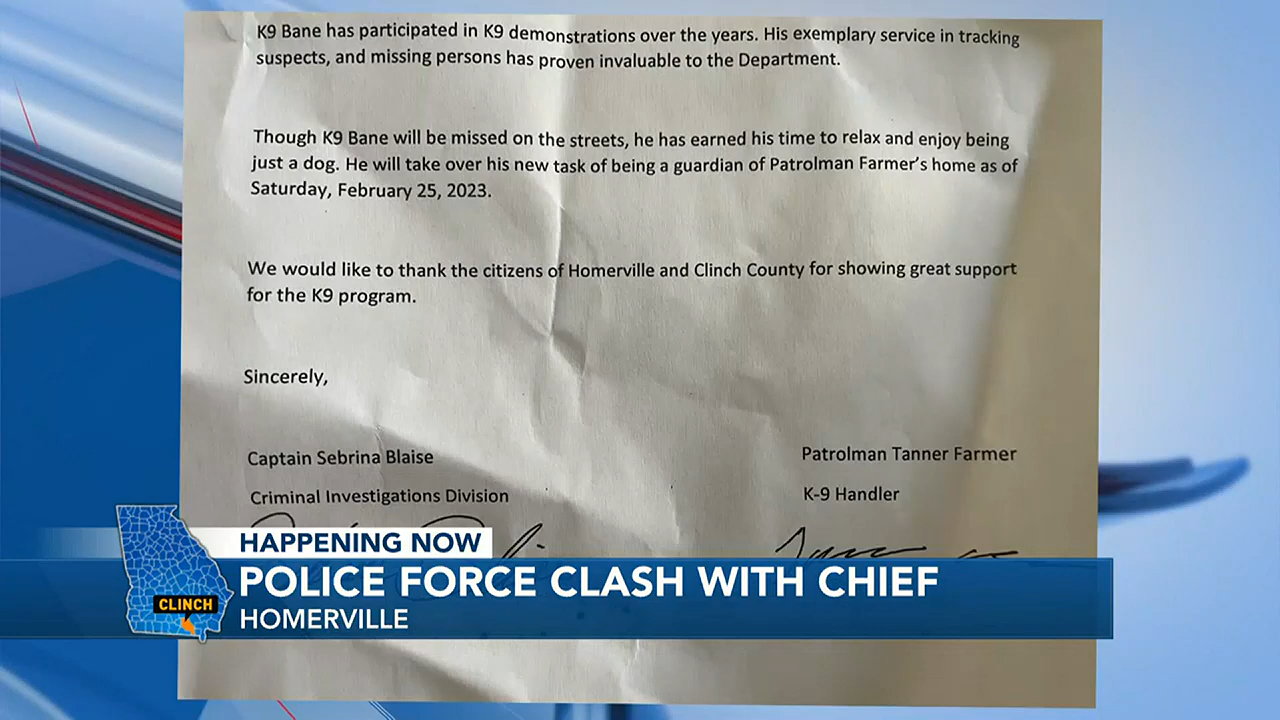 K9 Bane has participated in K9 demonstrations over the years. His exemplary service in tracking
suspects, and missing persons has proven invaluable to the Department.
Though K9 Bane will be missed on the streets, he has earned his time to relax and enjoy being
just a dog. He will take over his new task of being a guardian of Patrolman Farmer's home as of
Saturday, February 25, 2023.
We would like to thank the citizens of Homerville and Clinch County for showing great support
for the K9 program.
Sincerely,
Captain Sebrina Blaise
Patrolman Tanner Farmer
Criminal Investigations Division
K-9 Handler
HAPPENING NOW
POLICE FORCE CLASH WITH CHIEF
CLINCH
HOMERVILLE